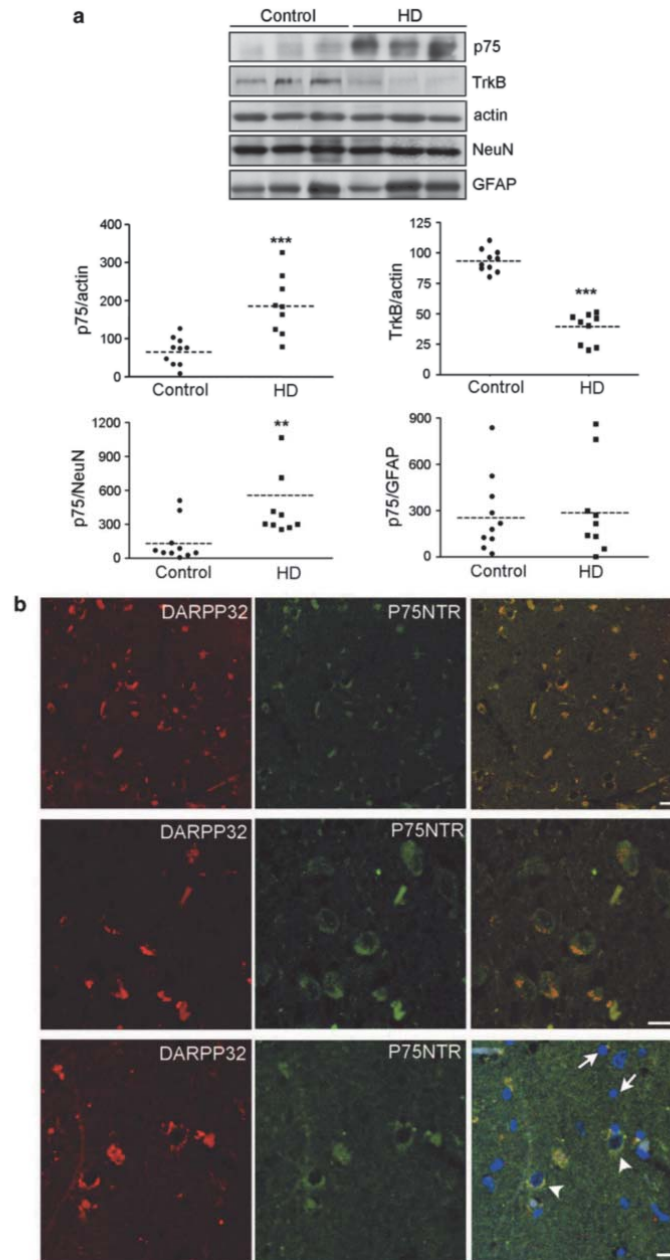 a
Control HD
p75
TrkB
actin
NeuN
GFAP
p75/actin
400
300
200
100
0
***
Control HD
TrkB/actin
125
100
75
50
25
0
***
Control HD
p75/NeuN
1200
900
600
300
0
**
Control HD
p75/GFAP
900
600
300
0
Control HD
b
DARPP32 P75NTR
DARPP32 P75NTR
DARPP32 P75NTR